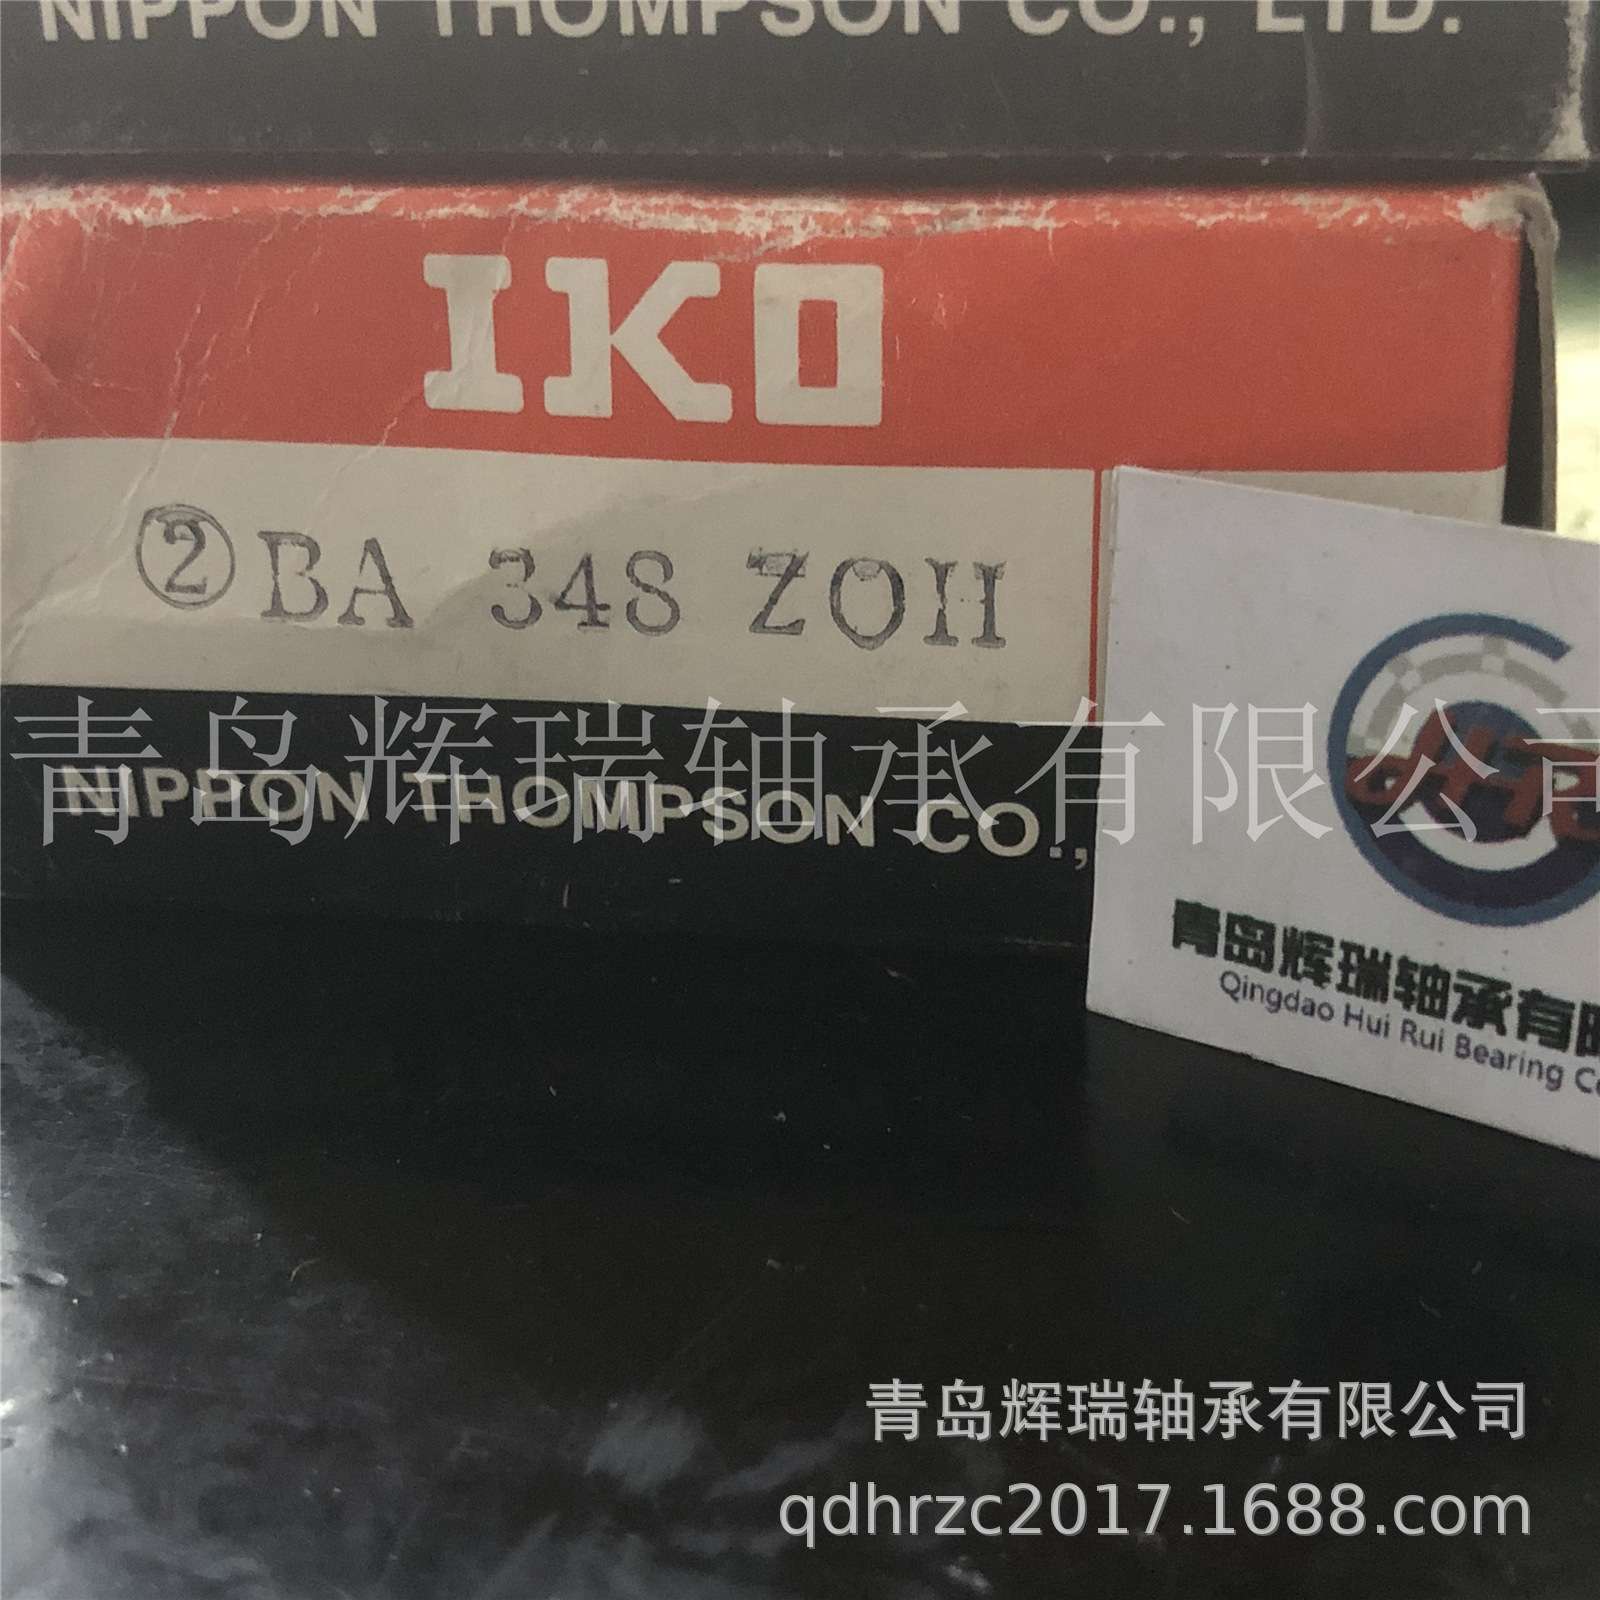 NIPPON THOMPSON CO., LTD.
IKO
②BA 348 ZOH
青岛辉瑞轴承有限公司
NIPPON THOMPSON CO.,
青岛辉瑞轴承有限
Qingdao Hui Rui Bearing Co
青岛辉瑞轴承有限公司
qdhrzc2017.1688.com